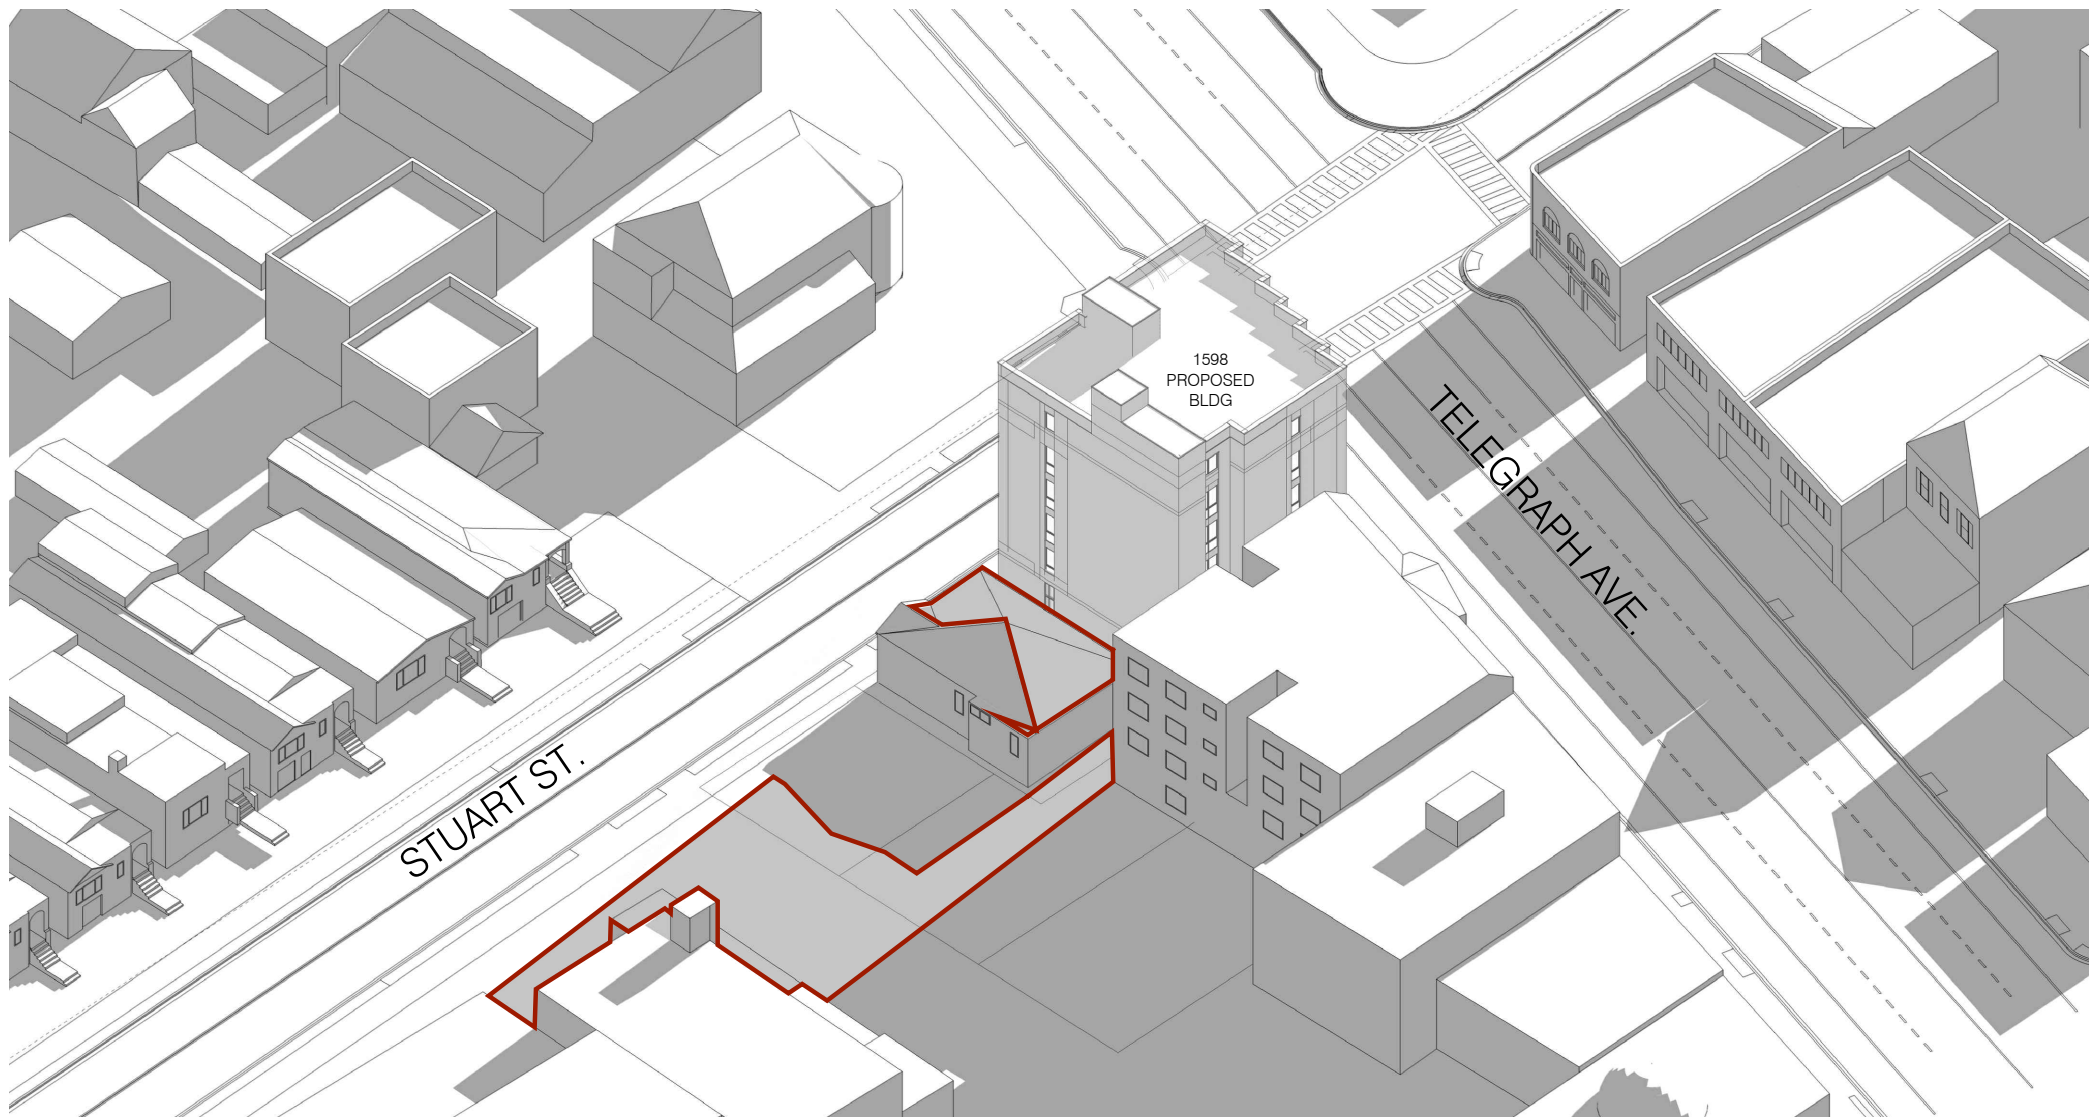 1598
PROPOSED
BLDG
TELEGRAPH AVE.
STUART ST.